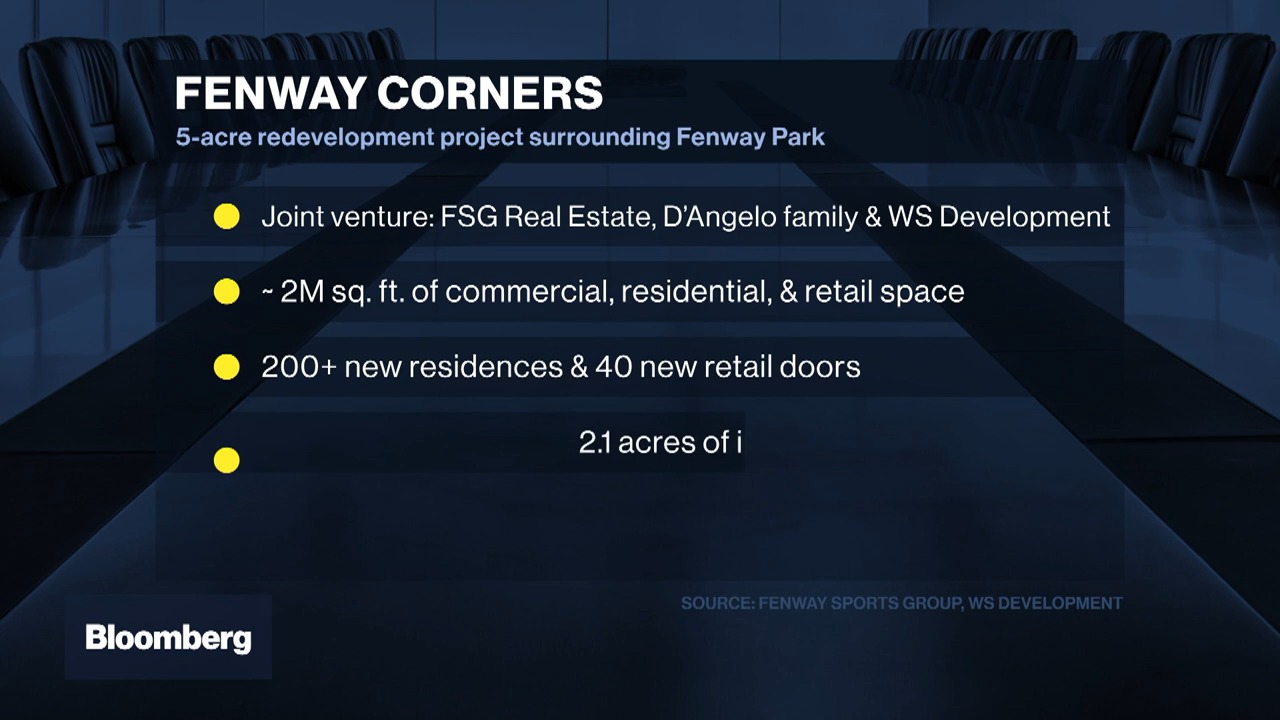 FENWAY CORNERS
5-acre redevelopment project surrounding Fenway Park
Joint venture: FSG Real Estate, D'Angelo family & WS Development
~ 2M sq. ft. of commercial, residential, & retail space
200+ new residences & 40 new retail doors
2.1 acres of i
SOURCE: FENWAY SPORTS GROUP, WS DEVELOPMENT
Bloomberg